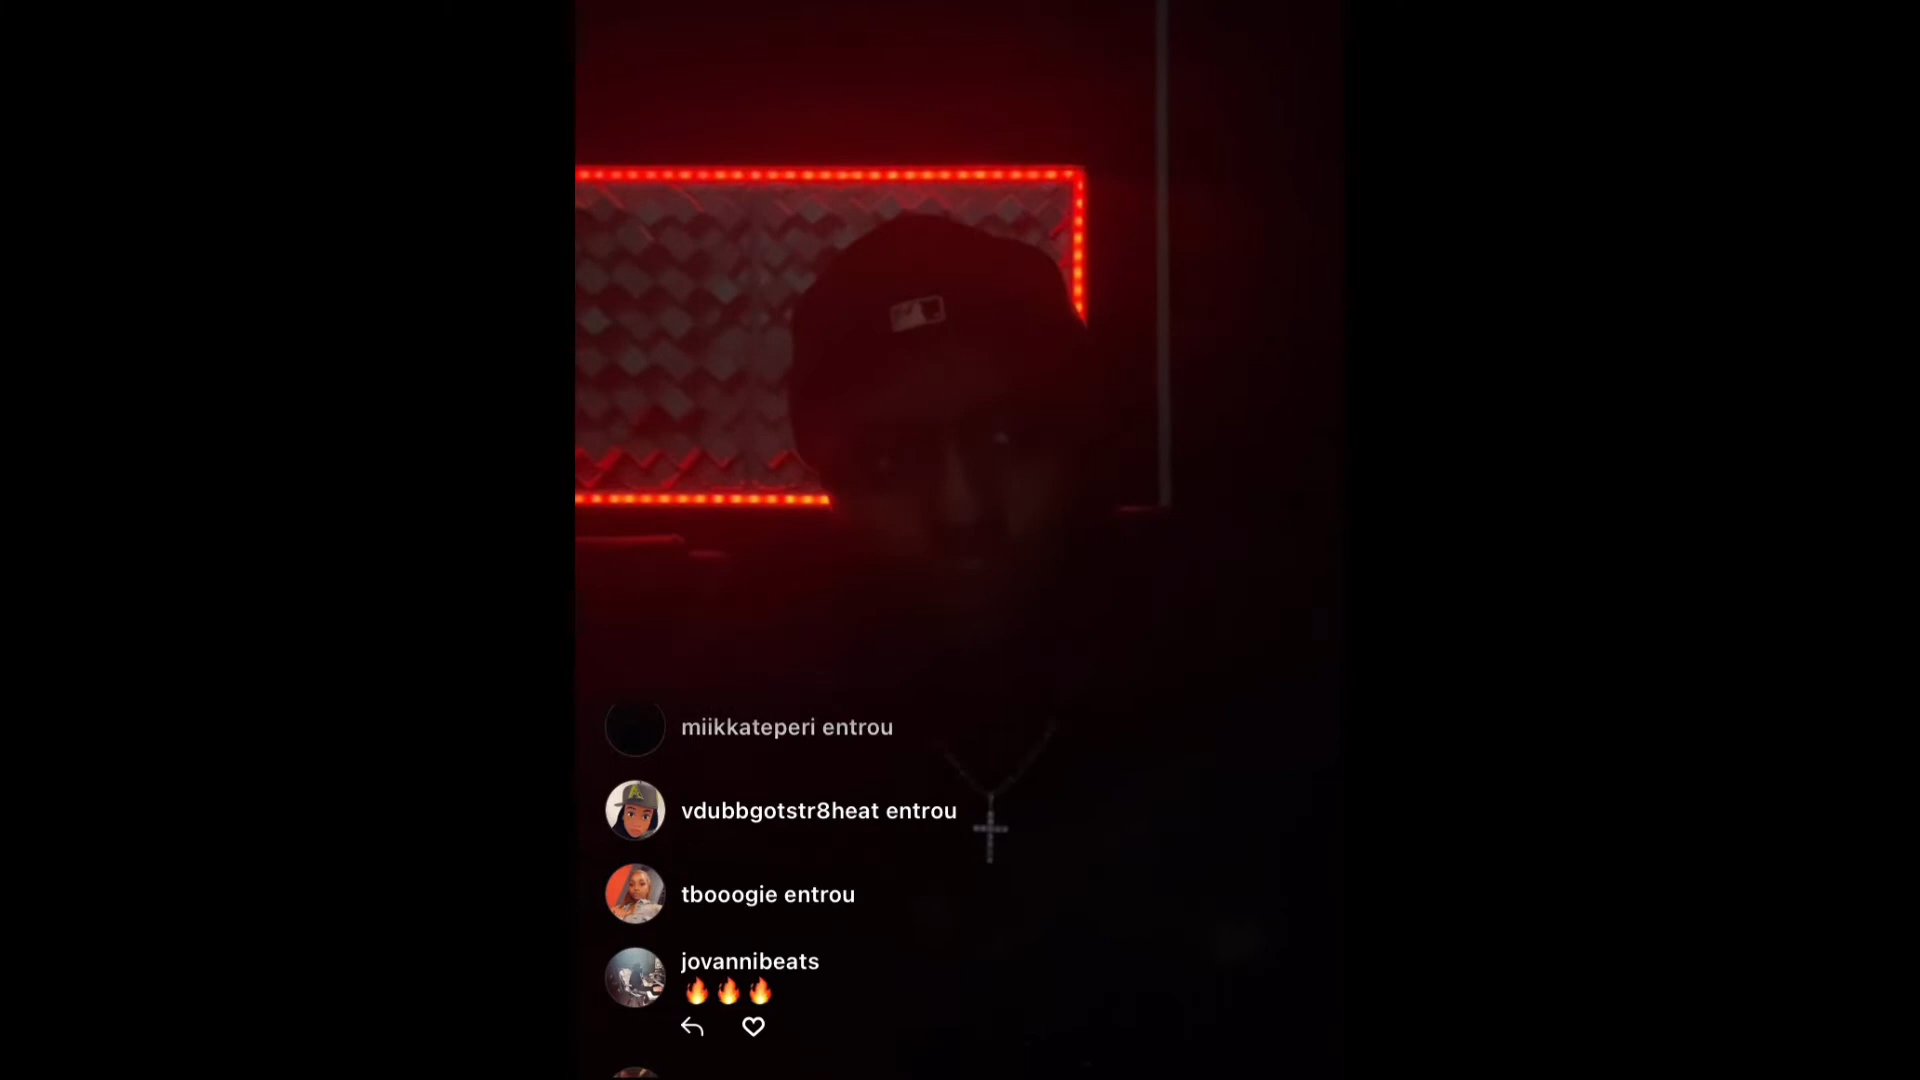 miikkateperi entrou
vdubbgotstr8heat entrou
tbooogie entrou
jovannibeats
🔥🔥🔥